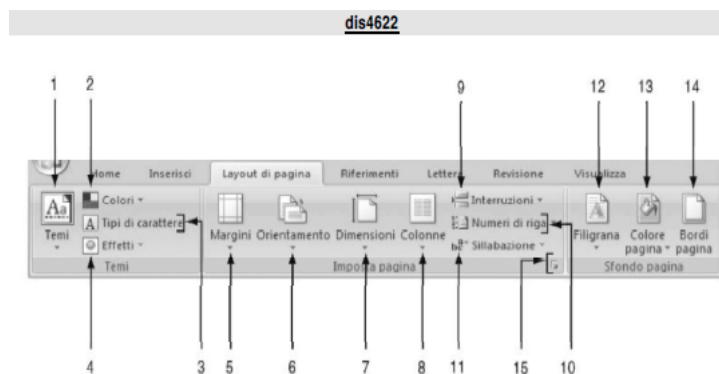 dis4622
1 2 9 12 13 14
Home Inserisci Layout di pagina Riferimenti Lettere Revisione Visualizza
Colori Interruzioni
Aa A Tipi di carattere Numeri di riga
Temi Effetti Margini Orientamento Dimensioni Colonne Sillabazione Filigrana Colore pagina Bordi pagina
Temi Imposta pagina Sfondo pagina
4 3 5 6 7 8 11 15 10